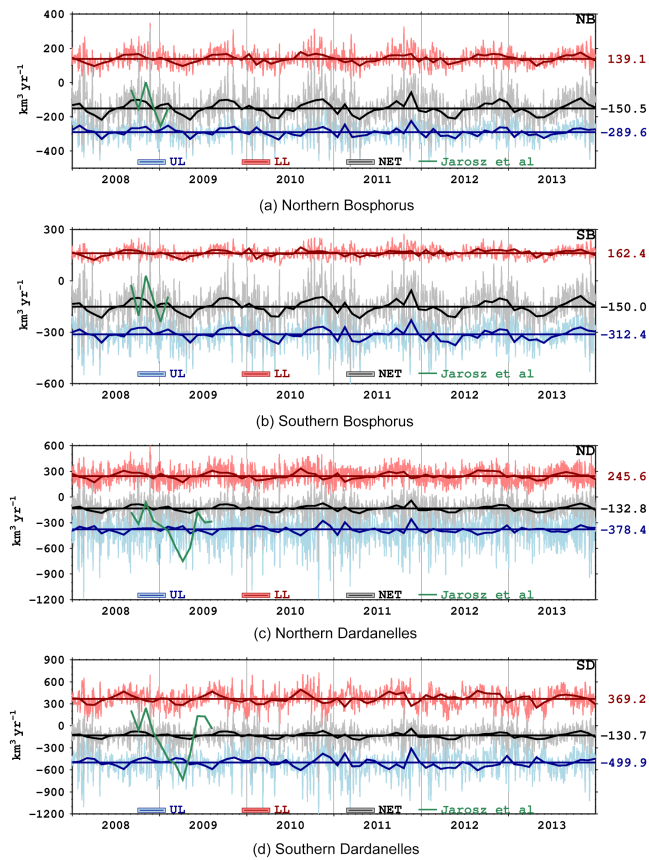 NB
400
200
0
−200
−400
km³ yr⁻¹
139.1
−150.5
−289.6
UL LL NET Jarosz et al
2008 2009 2010 2011 2012 2013
(a) Northern Bosphorus
SB
300
0
−300
−600
km³ yr⁻¹
162.4
−150.0
−312.4
UL LL NET Jarosz et al
2008 2009 2010 2011 2012 2013
(b) Southern Bosphorus
ND
600
300
0
−300
−600
−900
−1200
km³ yr⁻¹
245.6
−132.8
−378.4
UL LL NET Jarosz et al
2008 2009 2010 2011 2012 2013
(c) Northern Dardanelles
SD
900
600
300
0
−300
−600
−900
−1200
km³ yr⁻¹
369.2
−130.7
−499.9
UL LL NET Jarosz et al
2008 2009 2010 2011 2012 2013
(d) Southern Dardanelles